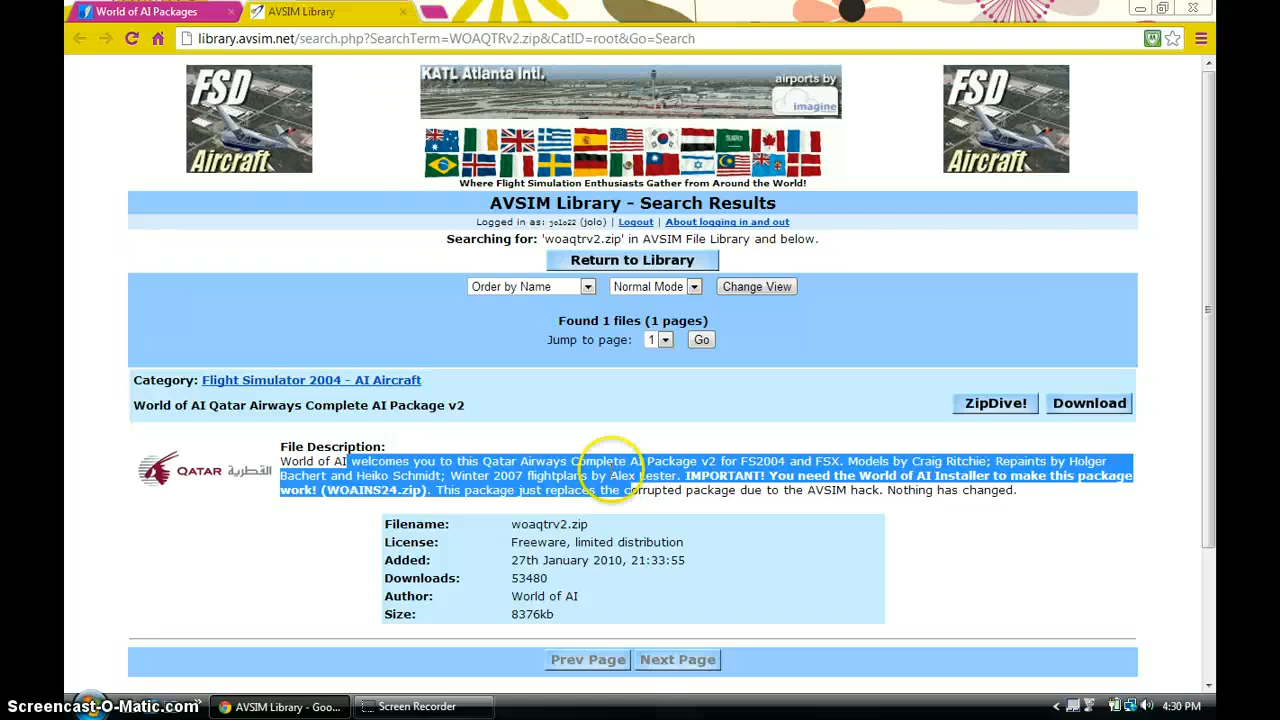 World of AI Packages
AVSIM Library
library.avsim.net/search.php?SearchTerm=WOAQTRv2.zip&CatID=root&Go=Search
FSD
Aircraft
KATL Atlanta Intl.
airports by
imagine
FSD
Aircraft
Where Flight Simulation Enthusiasts Gather from Around the World!
AVSIM Library - Search Results
Logged in as: jolo22 (jolo) | Logout | About logging in and out
Searching for: 'woaqtrv2.zip' in AVSIM File Library and below.
Return to Library
Order by Name Normal Mode Change View
Found 1 files (1 pages)
Jump to page: 1 Go
Category: Flight Simulator 2004 - AI Aircraft
World of AI Qatar Airways Complete AI Package v2
ZipDive! Download
QATAR القطرية
File Description:
World of AI welcomes you to this Qatar Airways Complete AI Package v2 for FS2004 and FSX. Models by Craig Ritchie; Repaints by Holger
Bachert and Heiko Schmidt; Winter 2007 flightplans by Alex Kester. IMPORTANT! You need the World of AI Installer to make this package
work! (WOAINS24.zip). This package just replaces the corrupted package due to the AVSIM hack. Nothing has changed.
Filename: woaqtrv2.zip
License: Freeware, limited distribution
Added: 27th January 2010, 21:33:55
Downloads: 53480
Author: World of AI
Size: 8376kb
Prev Page Next Page
Screencast-O-Matic.com
AVSIM Library - Goo...
Screen Recorder
4:30 PM